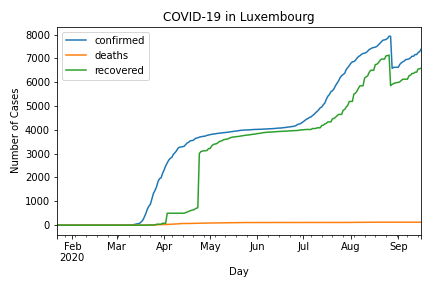 COVID-19 in Luxembourg
confirmed
deaths
recovered
8000
7000
6000
5000
4000
3000
2000
1000
0
Number of Cases
Feb Mar Apr May Jun Jul Aug Sep
2020
Day